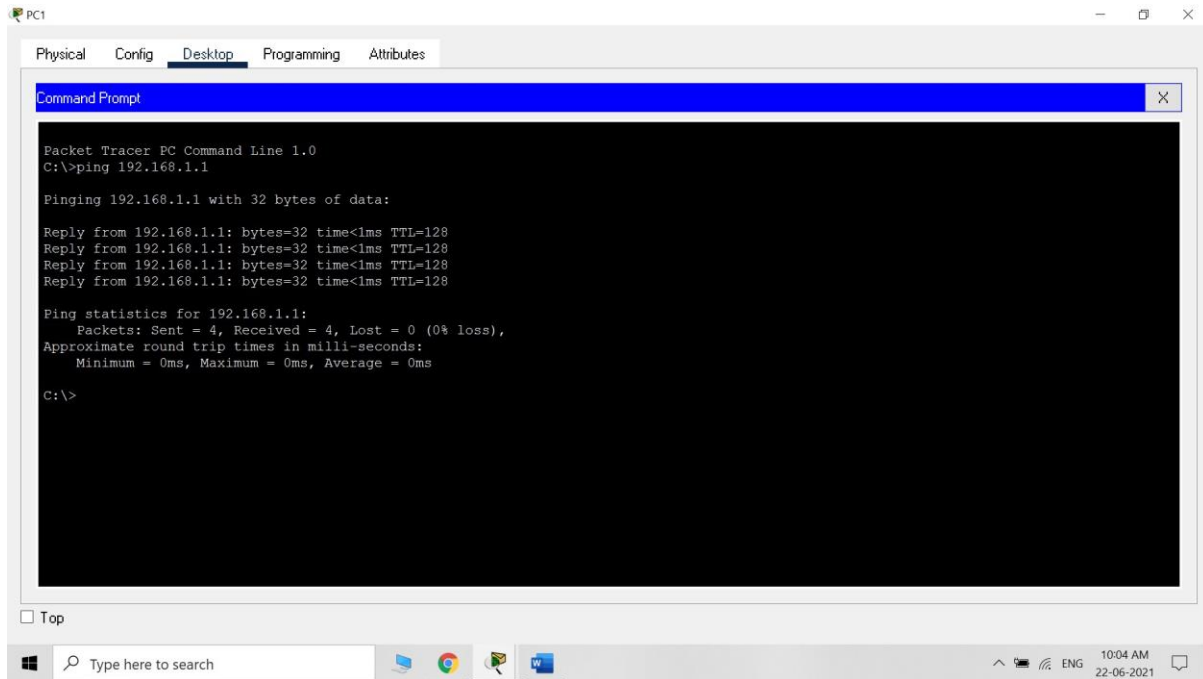 PC1
Physical Config Desktop Programming Attributes
Command Prompt
X
Packet Tracer PC Command Line 1.0
C:\>ping 192.168.1.1
Pinging 192.168.1.1 with 32 bytes of data:
Reply from 192.168.1.1: bytes=32 time<1ms TTL=128
Reply from 192.168.1.1: bytes=32 time<1ms TTL=128
Reply from 192.168.1.1: bytes=32 time<1ms TTL=128
Reply from 192.168.1.1: bytes=32 time<1ms TTL=128
Ping statistics for 192.168.1.1:
Packets: Sent = 4, Received = 4, Lost = 0 (0% loss),
Approximate round trip times in milli-seconds:
Minimum = 0ms, Maximum = 0ms, Average = 0ms
C:\>
Top
Type here to search
W
ENG
10:04 AM
22-06-2021